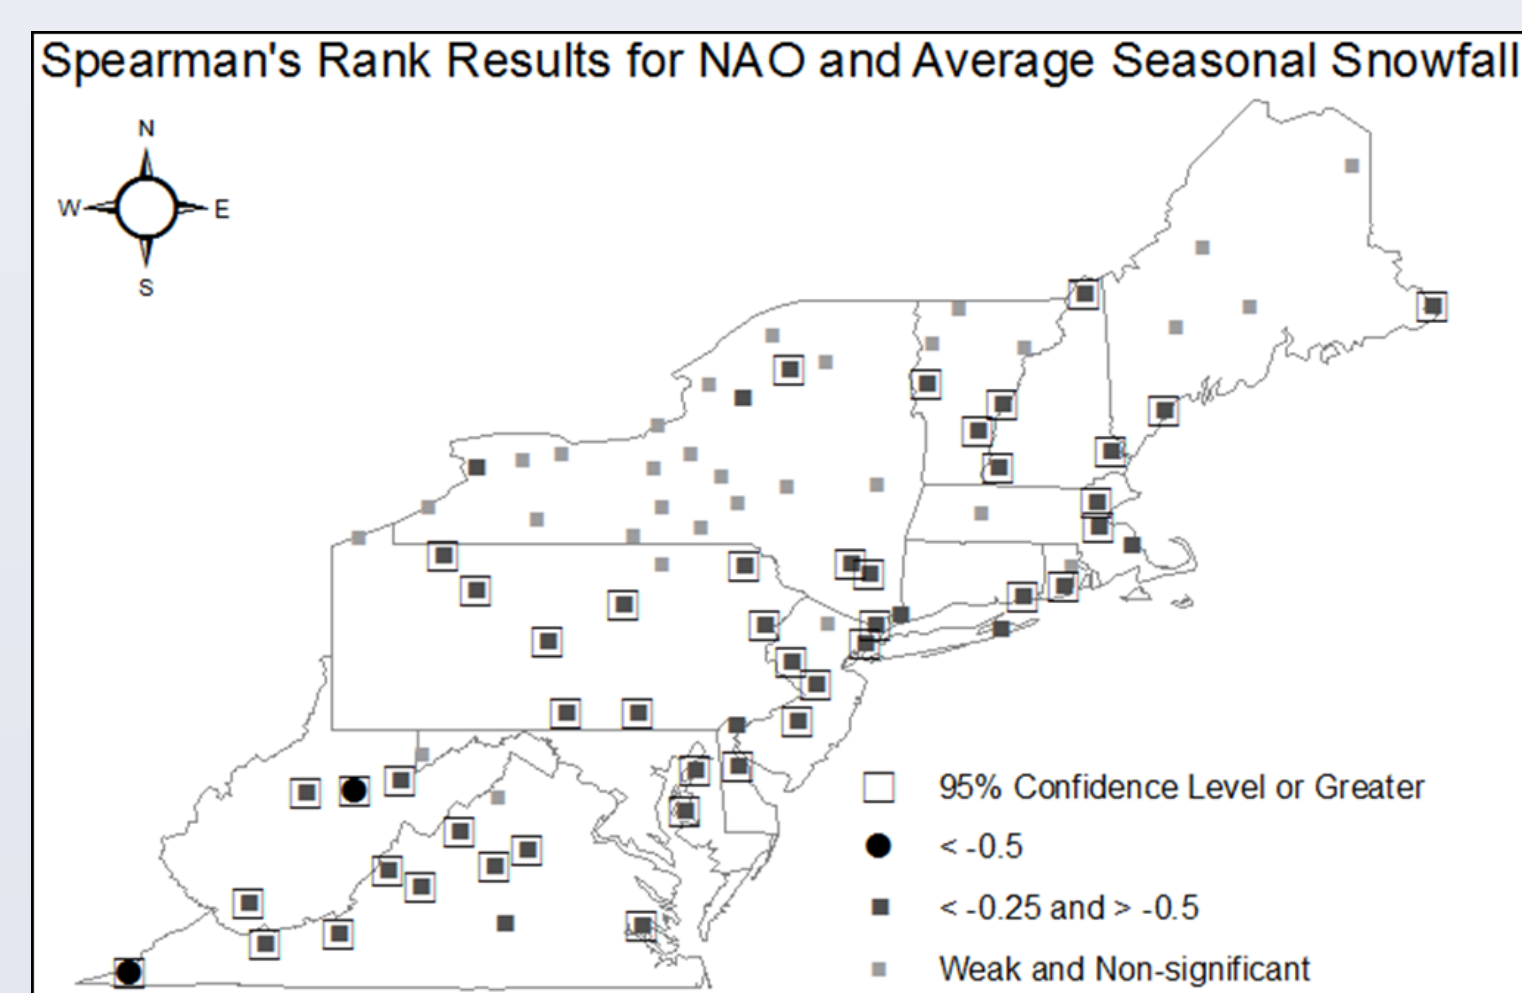 Spearman's Rank Results for NAO and Average Seasonal Snowfall
N
W E
S
95% Confidence Level or Greater
< -0.5
< -0.25 and > -0.5
Weak and Non-significant